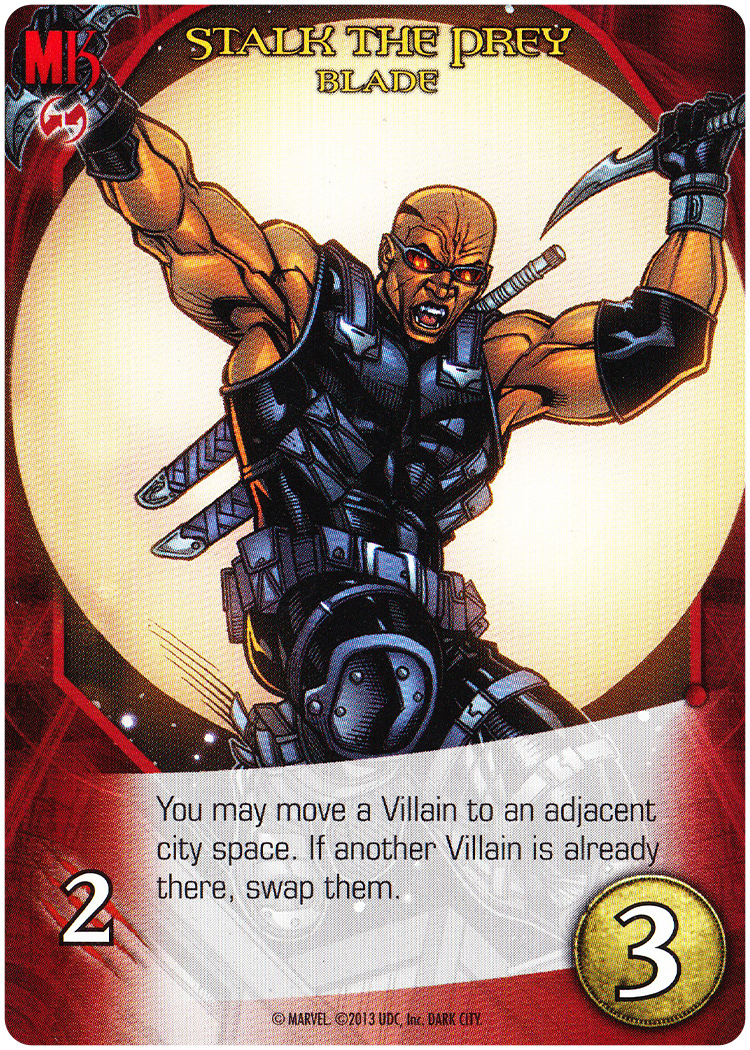 MK
STALK THE PREY
BLADE
You may move a Villain to an adjacent
city space. If another Villain is already
there, swap them.
2
3
© MARVEL. ©2013 UDC, Inc. DARK CITY.